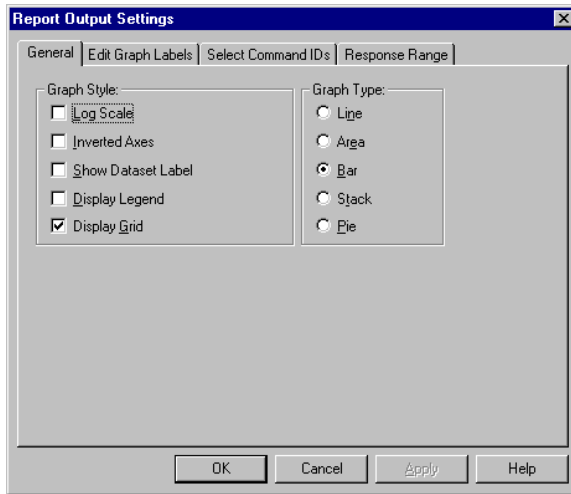 Report Output Settings
General Edit Graph Labels Select Command IDs Response Range
Graph Style:
Log Scale
Inverted Axes
Show Dataset Label
Display Legend
Display Grid
Graph Type:
Line
Area
Bar
Stack
Pie
OK Cancel Apply Help